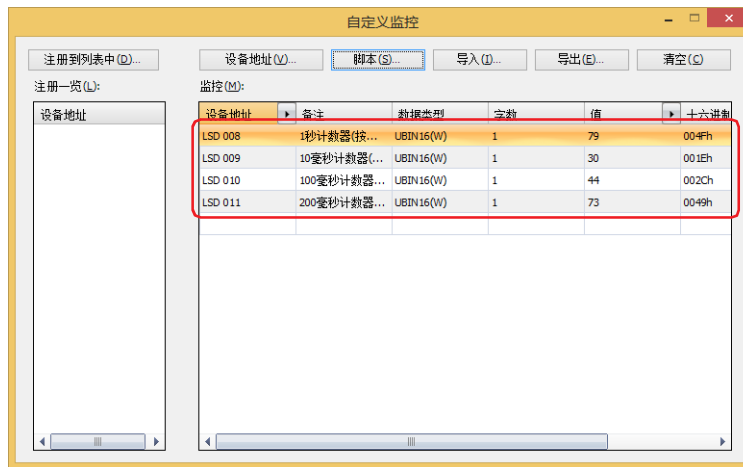 自定义监控
注册到列表中(D)... 设备地址(V)... 脚本(S)... 导入(I)... 导出(E)... 清空(C)
注册一览(L): 监控(M):
设备地址 设备地址 备注 数据类型 字数 值 十六进制
LSD 008 1秒计数器(按... UBIN16(W) 1 79 004Fh
LSD 009 10毫秒计数器(... UBIN16(W) 1 30 001Eh
LSD 010 100毫秒计数器... UBIN16(W) 1 44 002Ch
LSD 011 200毫秒计数器... UBIN16(W) 1 73 0049h